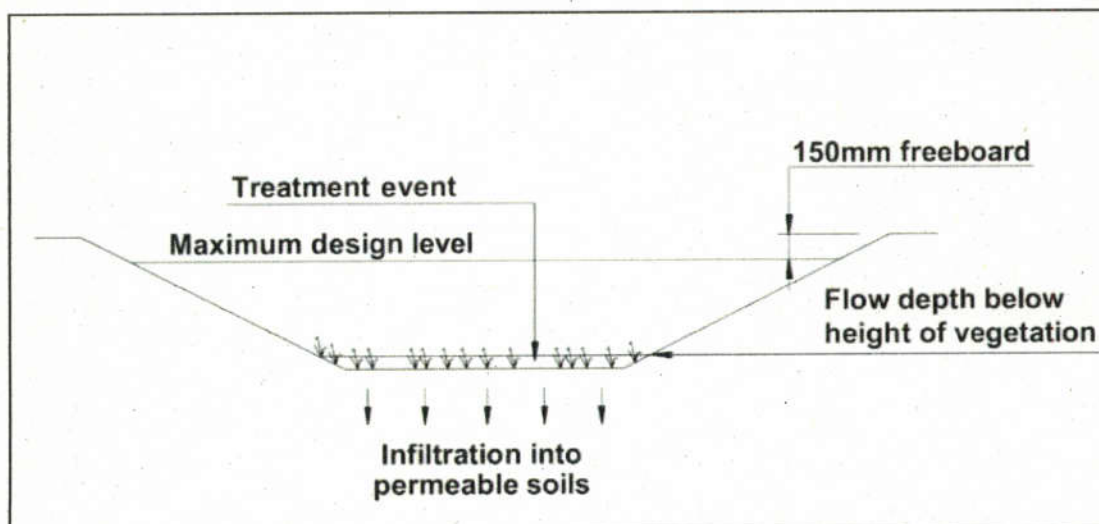 150mm freeboard
Treatment event
Maximum design level
Flow depth below
height of vegetation
Infiltration into
permeable soils